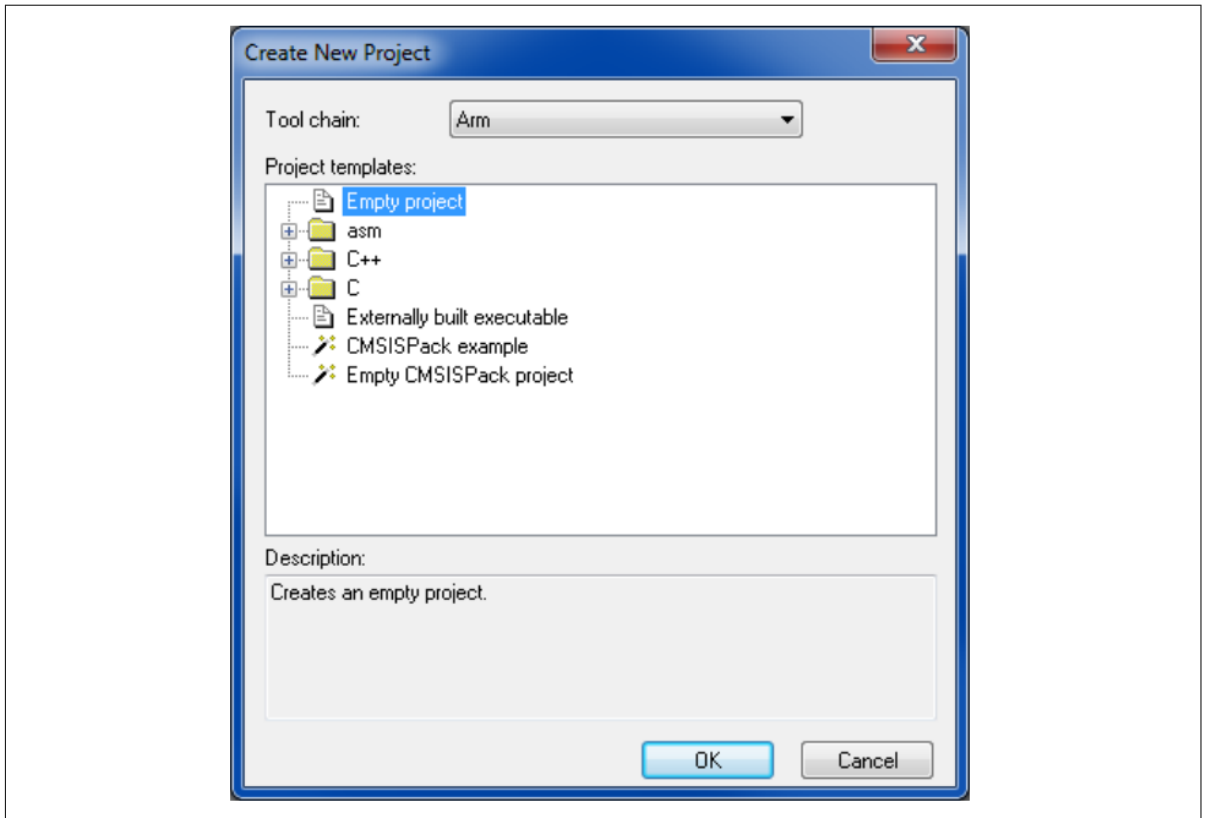 Create New Project
Tool chain: Arm
Project templates:
Empty project
asm
C++
C
Externally built executable
CMSISPack example
Empty CMSISPack project
Description:
Creates an empty project.
OK Cancel